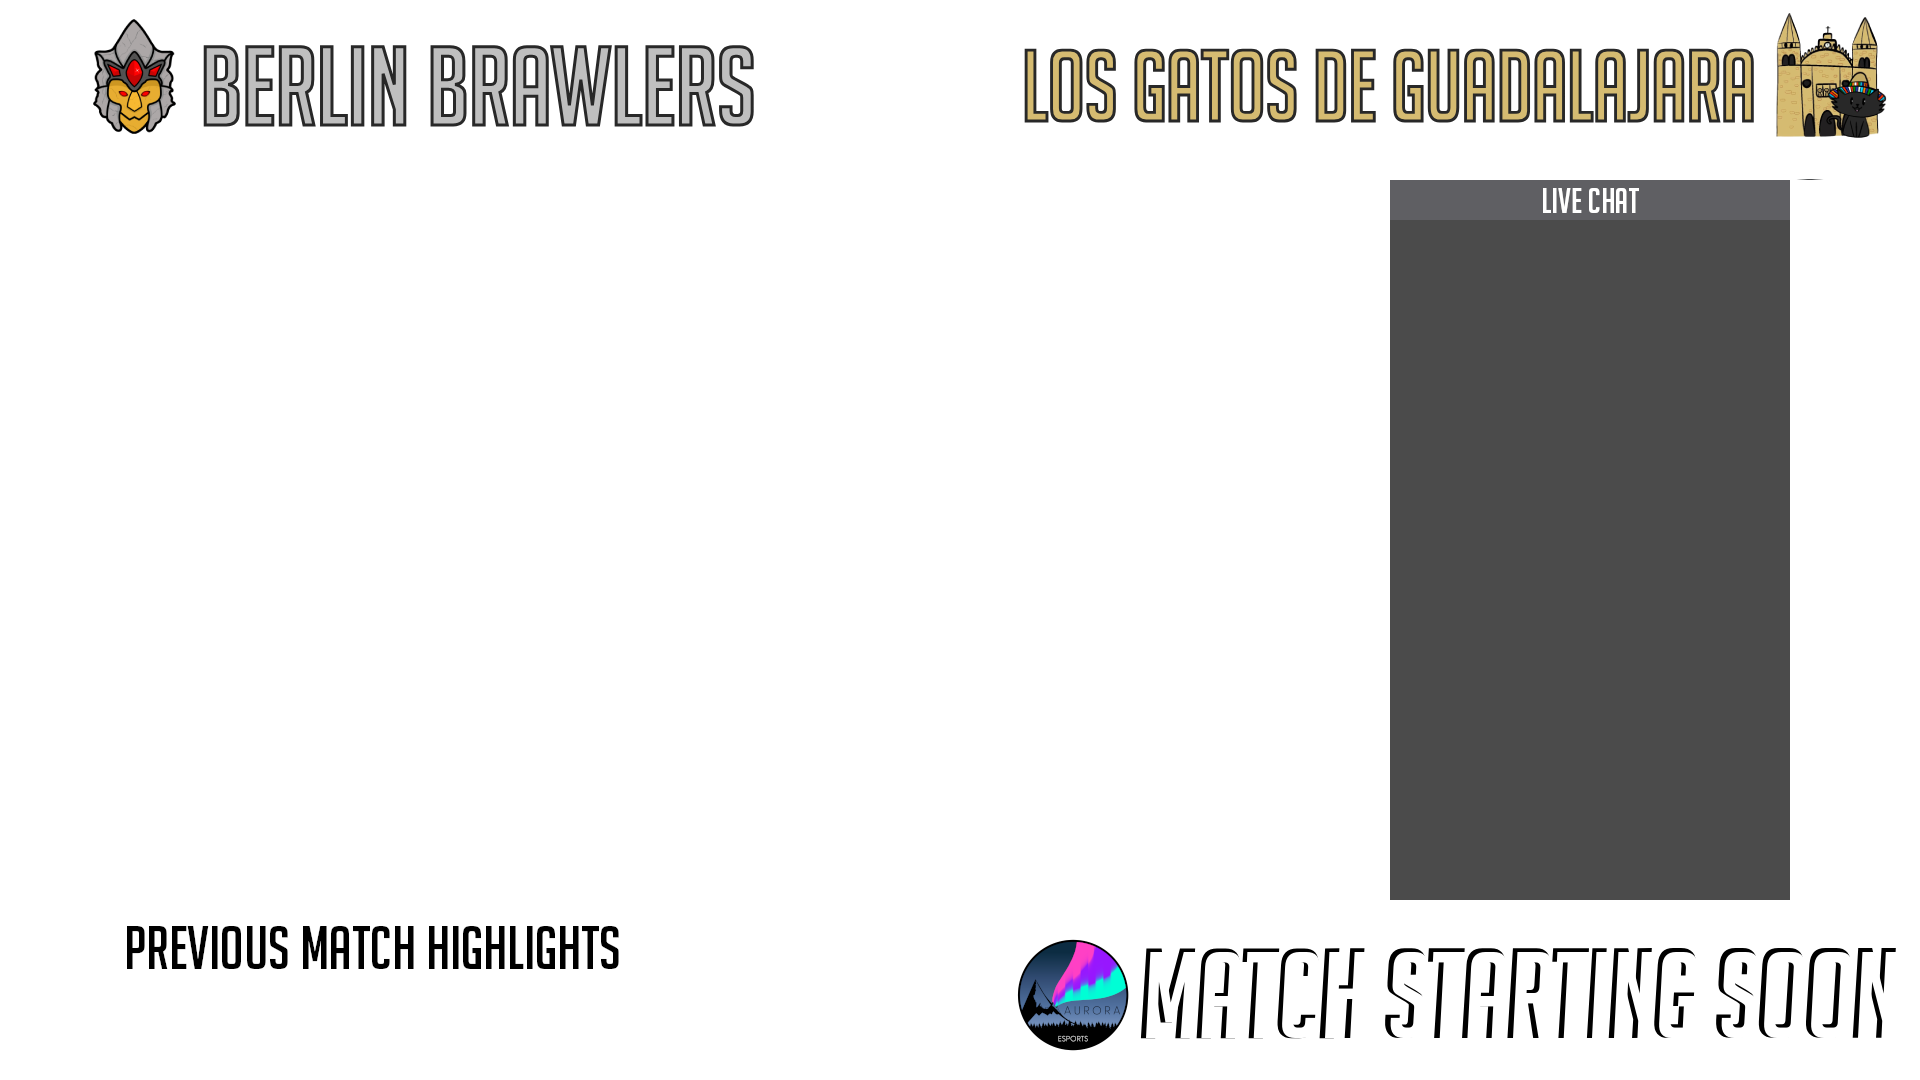 BERLIN BRAWLERS
LOS GATOS DE GUADALAJARA
LIVE CHAT
PREVIOUS MATCH HIGHLIGHTS
AURORA
ESPORTS
MATCH STARTING SOON